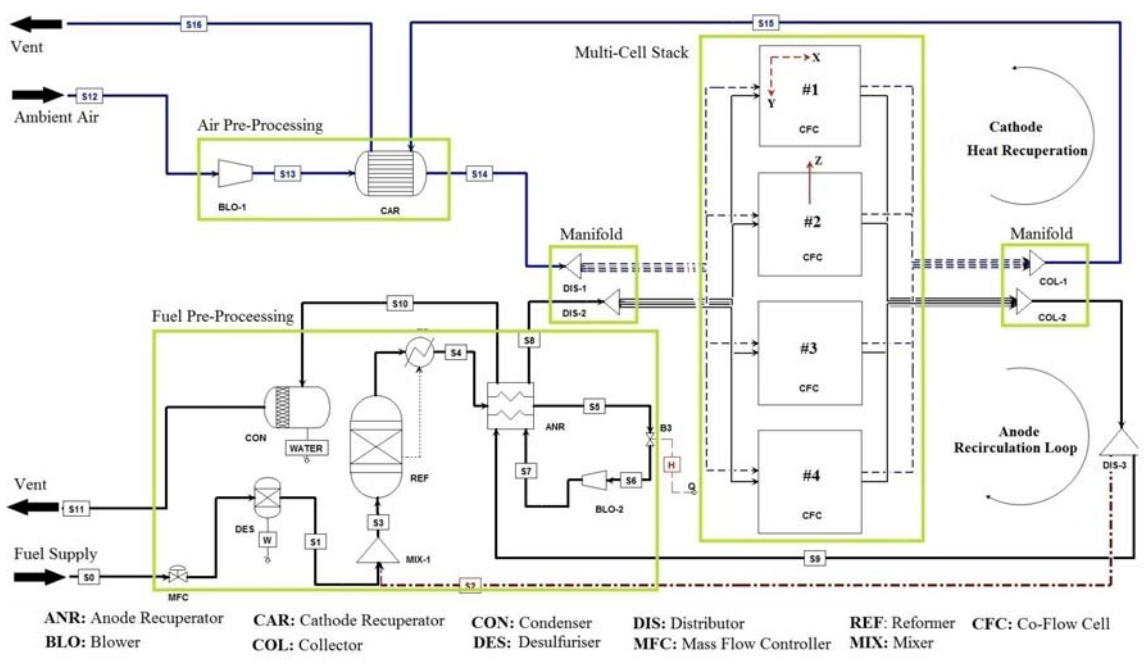 S16
S15
Vent
Multi-Cell Stack
X
#1
Y
CFC
S12
Ambient Air
Air Pre-Processing
Cathode
Heat Recuperation
S13
S14
BLO-1
CAR
Z
#2
CFC
Manifold
Manifold
DIS-1
COL-1
DIS-2
COL-2
S10
Fuel Pre-Proceessing
S8
S4
#3
CFC
S5
CON
ANR
B3
WATER
Anode
Recirculation Loop
DIS-3
REF
S7
H
S6
Q
#4
CFC
Vent
S11
DES
BLO-2
S3
W
S1
Fuel Supply
MIX-1
S9
S0
MFC
S2
ANR: Anode Recuperator
CAR: Cathode Recuperator
CON: Condenser
DIS: Distributor
REF: Reformer
CFC: Co-Flow Cell
BLO: Blower
COL: Collector
DES: Desulfuriser
MFC: Mass Flow Controller
MIX: Mixer